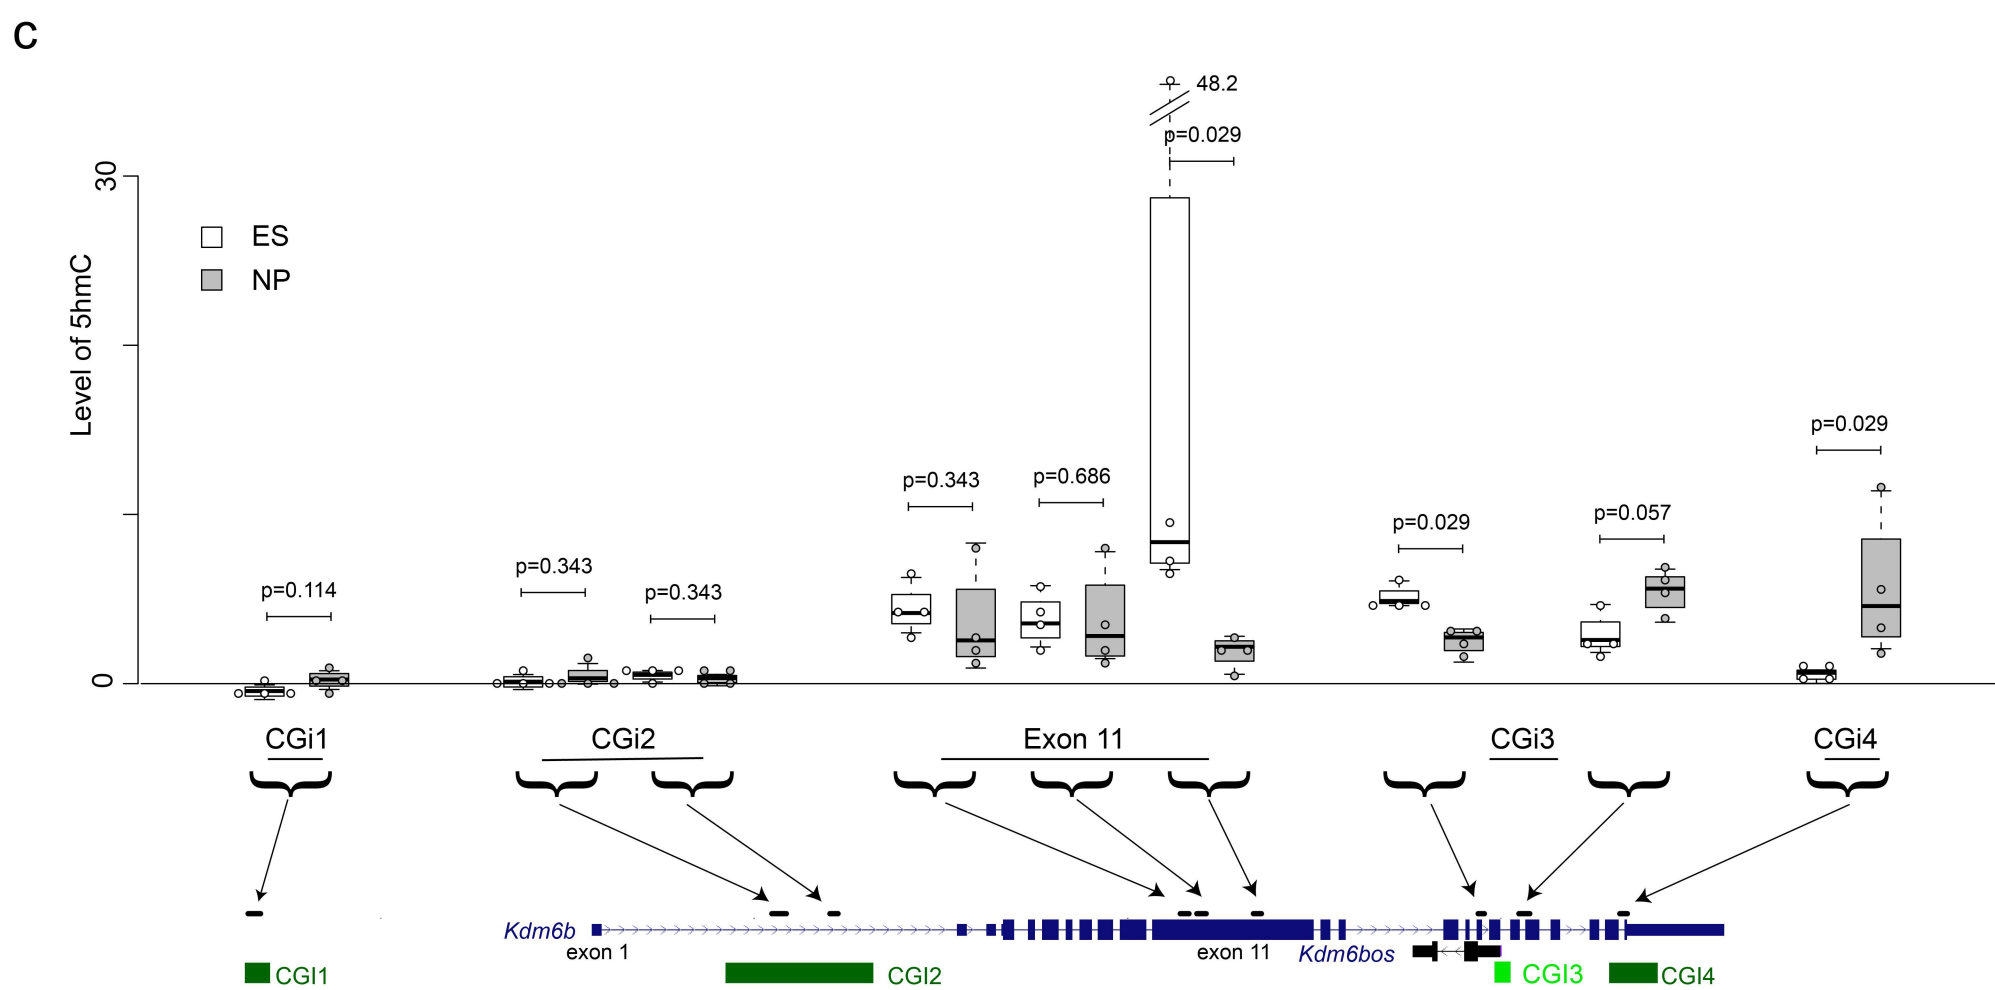 c
48.2
p=0.029
30
ES
NP
Level of 5hmC
p=0.029
p=0.343
p=0.686
p=0.029
p=0.057
p=0.343
p=0.343
p=0.114
0
CGi1 CGi2 Exon 11 CGi3 CGi4
Kdm6b
exon 1 exon 11 Kdm6bos
CGI1 CGI2 CGI3 CGI4